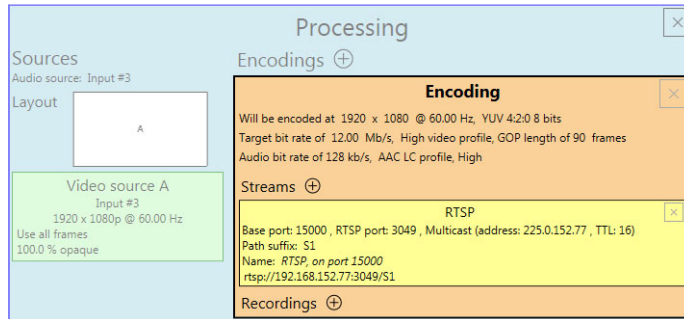 Processing
Sources
Audio source: Input #3
Layout
A
Video source A
Input #3
1920 x 1080p @ 60.00 Hz
Use all frames
100.0 % opaque
Encodings
Encoding
Will be encoded at 1920 x 1080 @ 60.00 Hz, YUV 4:2:0 8 bits
Target bit rate of 12.00 Mb/s, High video profile, GOP length of 90 frames
Audio bit rate of 128 kb/s, AAC LC profile, High
Streams
RTSP
Base port: 15000 , RTSP port: 3049 , Multicast (address: 225.0.152.77 , TTL: 16)
Path suffix: S1
Name: RTSP, on port 15000
rtsp://192.168.152.77:3049/S1
Recordings